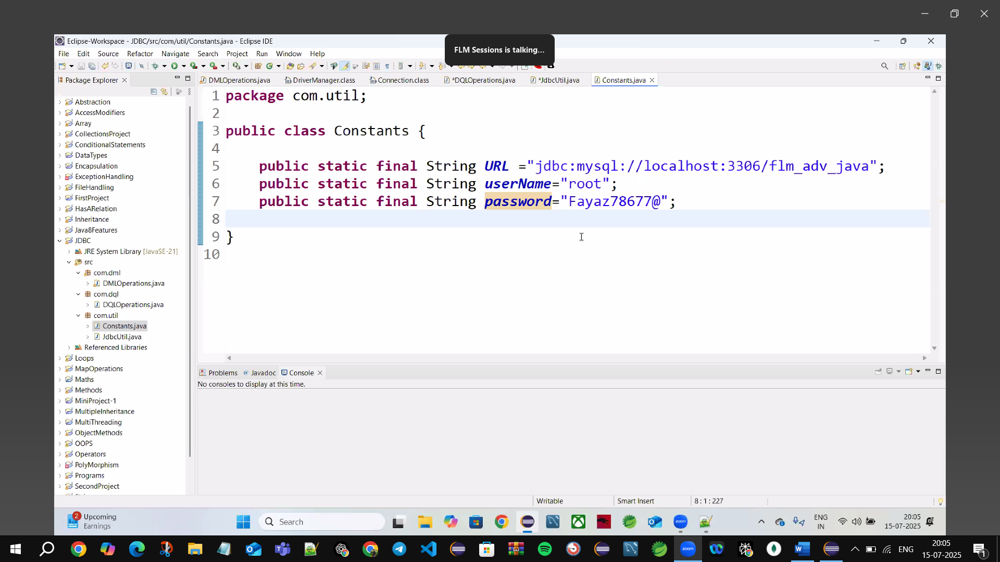 Eclipse-Workspace - JDBC/src/com/util/Constants.java - Eclipse IDE
FLM Sessions is talking...
File Edit Source Refactor Navigate Search Project Run Window Help
Package Explorer
DMLOperations.java DriverManager.class Connection.class *DQLOperations.java *JdbcUtil.java Constants.java
Abstraction
AccessModifiers
Array
CollectionsProject
ConditionalStatements
DataTypes
Encapsulation
ExceptionHandling
FileHandling
FirstProject
HasARelation
Inheritance
Java8Features
JDBC
JRE System Library [JavaSE-21]
src
com.dml
DMLOperations.java
com.dql
DQLOperations.java
com.util
Constants.java
JdbcUtil.java
Referenced Libraries
Loops
MapOperations
Maths
Methods
MiniProject-1
MultipleInheritance
MultiThreading
ObjectMethods
OOPS
Operators
PolyMorphism
Programs
SecondProject
1 package com.util;
2
3 public class Constants {
4
5 public static final String URL ="jdbc:mysql://localhost:3306/flm_adv_java";
6 public static final String userName="root";
7 public static final String password="Fayaz78677@";
8
9 }
10
Problems Javadoc Console
No consoles to display at this time.
Writable Smart Insert 8 : 1 : 227
2 Upcoming
Earnings
Search
zoom
ENG
IN
20:05
15-07-2025
zoom
ENG
20:05
15-07-2025
1